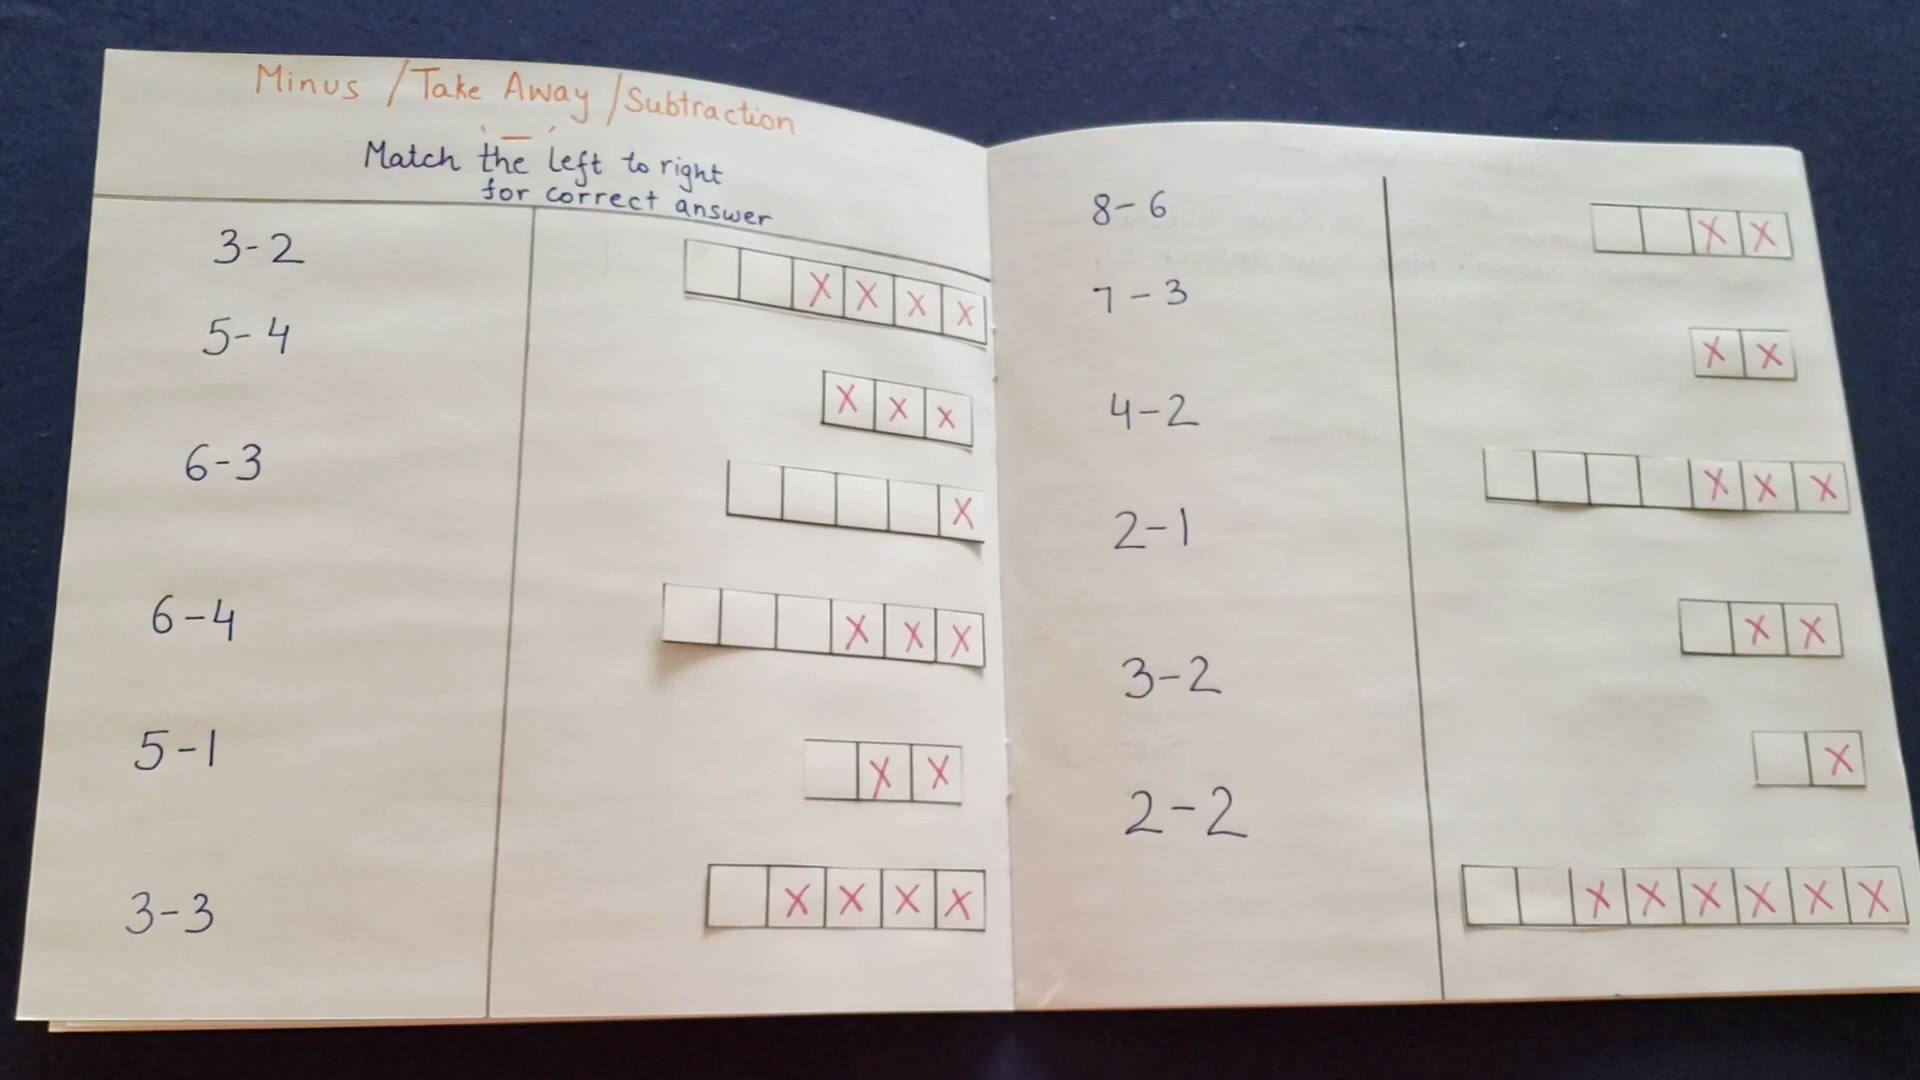 Minus / Take Away / Subtraction
' – '
Match the left to right
for correct answer
3-2
X X X X
5-4
X X X
6-3
X
6-4
X X X
5-1
X X
3-3
X X X X
8-6
X X
7-3
X X
4-2
X X X
2-1
X X
3-2
X
2-2
X X X X X X